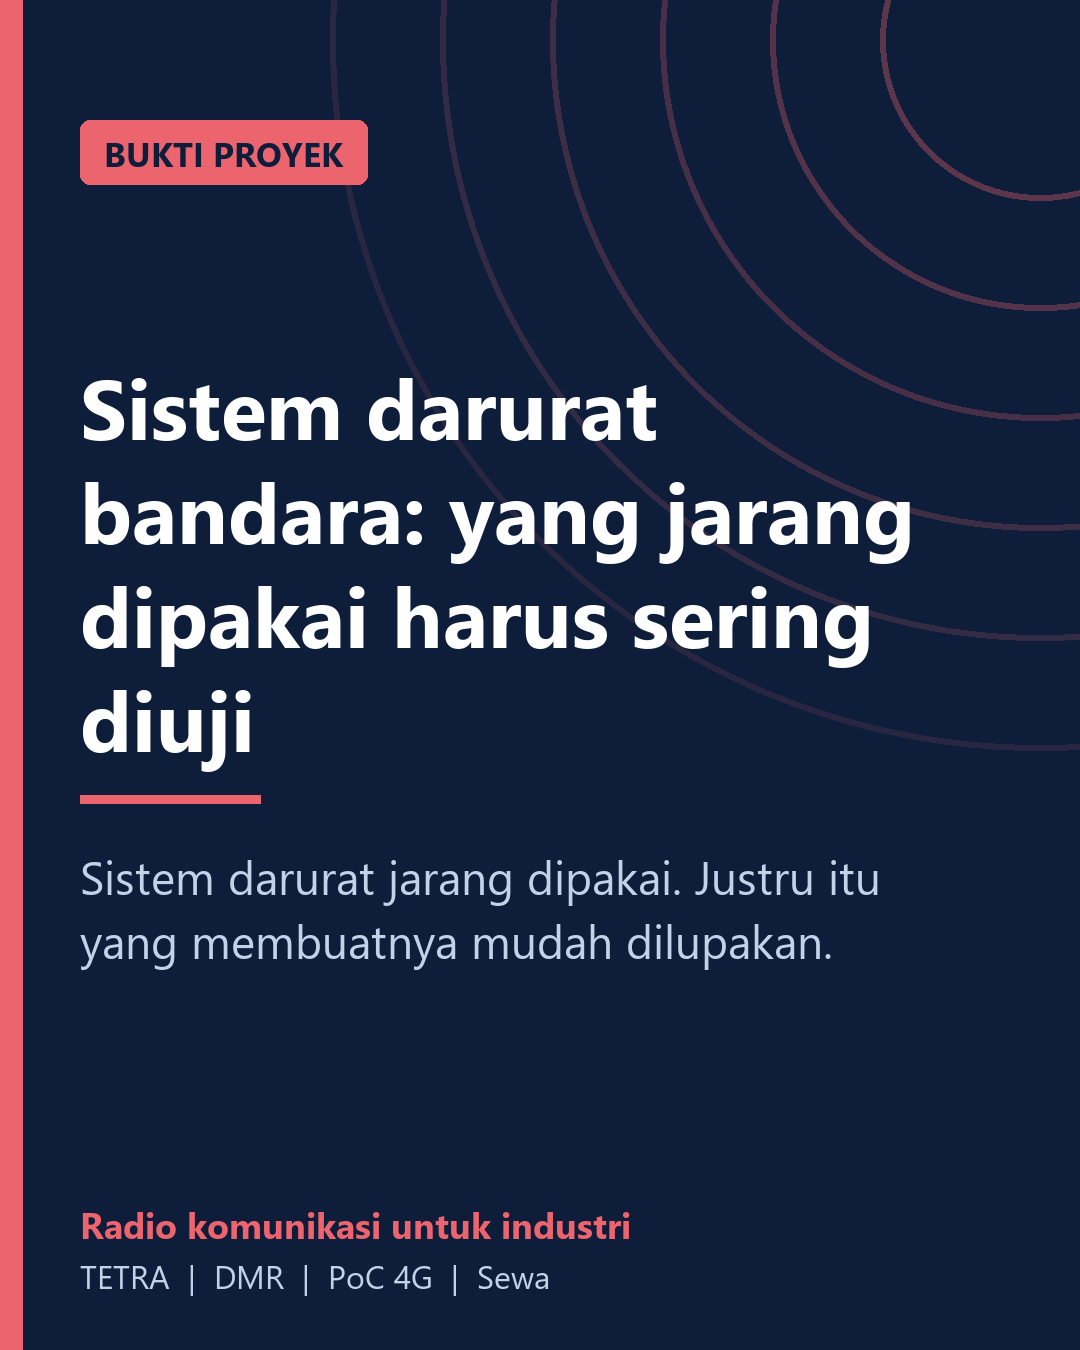 BUKTI PROYEK
Sistem darurat
bandara: yang jarang
dipakai harus sering
diuji
Sistem darurat jarang dipakai. Justru itu
yang membuatnya mudah dilupakan.
Radio komunikasi untuk industri
TETRA | DMR | PoC 4G | Sewa